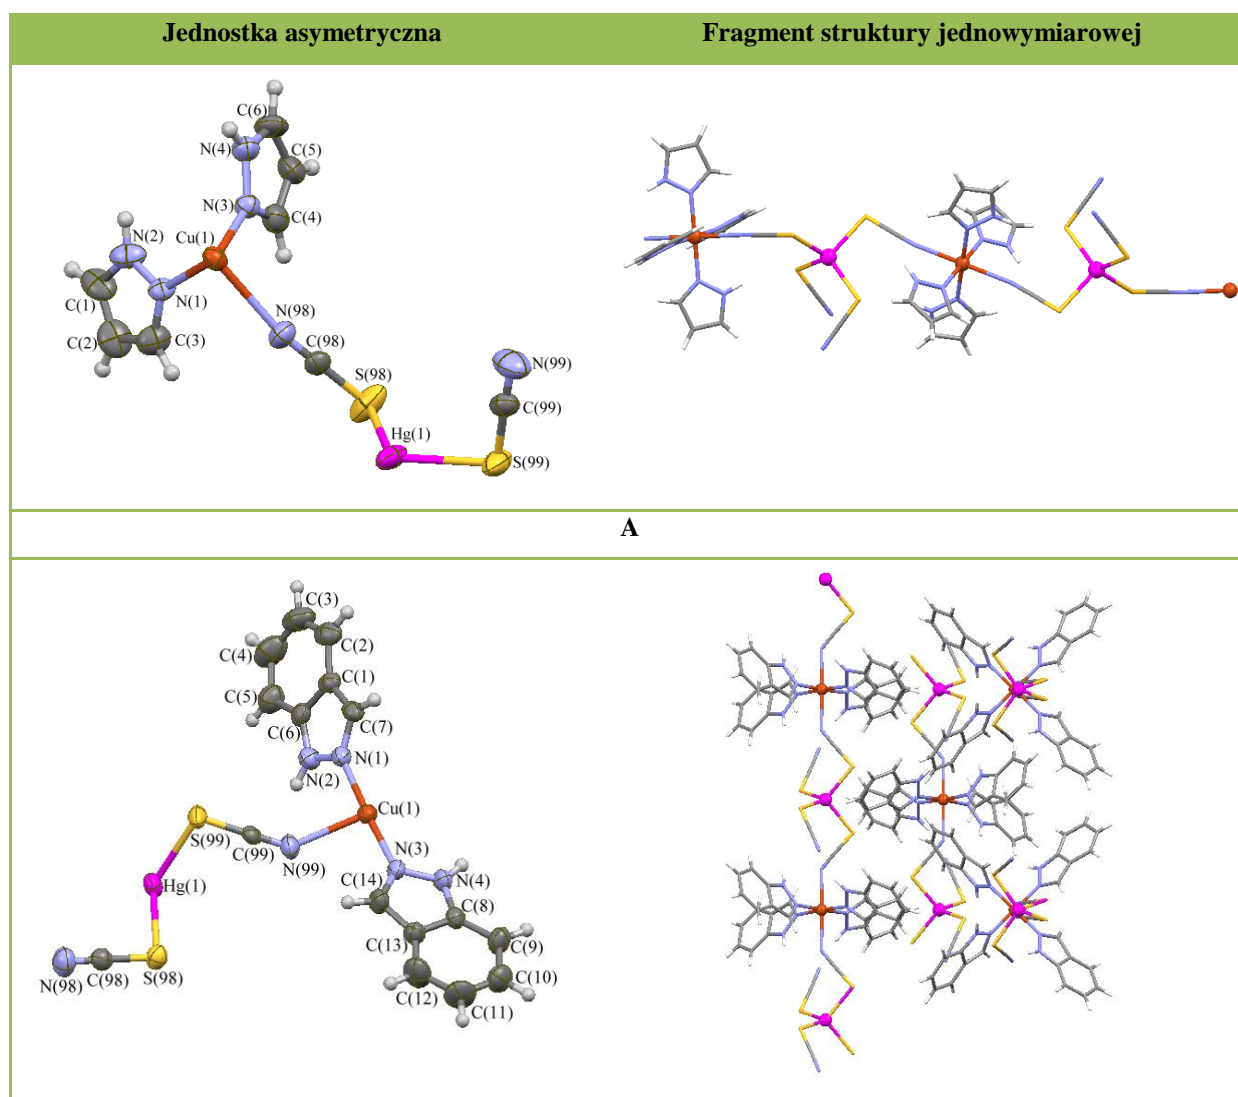 Jednostka asymetryczna
Fragment struktury jednowymiarowej
C(6)
N(4)
C(5)
N(3)
C(4)
N(2)
Cu(1)
C(1)
N(1)
N(98)
C(2)
C(3)
C(98)
S(98)
N(99)
C(99)
Hg(1)
S(99)
A
C(3)
C(2)
C(4)
C(1)
C(5)
C(7)
C(6)
N(2)
N(1)
Cu(1)
S(99)
C(99)
N(99)
N(3)
N(4)
C(14)
Hg(1)
C(8)
C(13)
C(9)
C(10)
N(98)
C(98)
S(98)
C(12)
C(11)